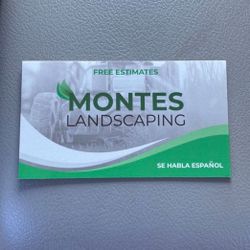 FREE ESTIMATES
MONTES
LANDSCAPING
SE HABLA ESPAÑOL